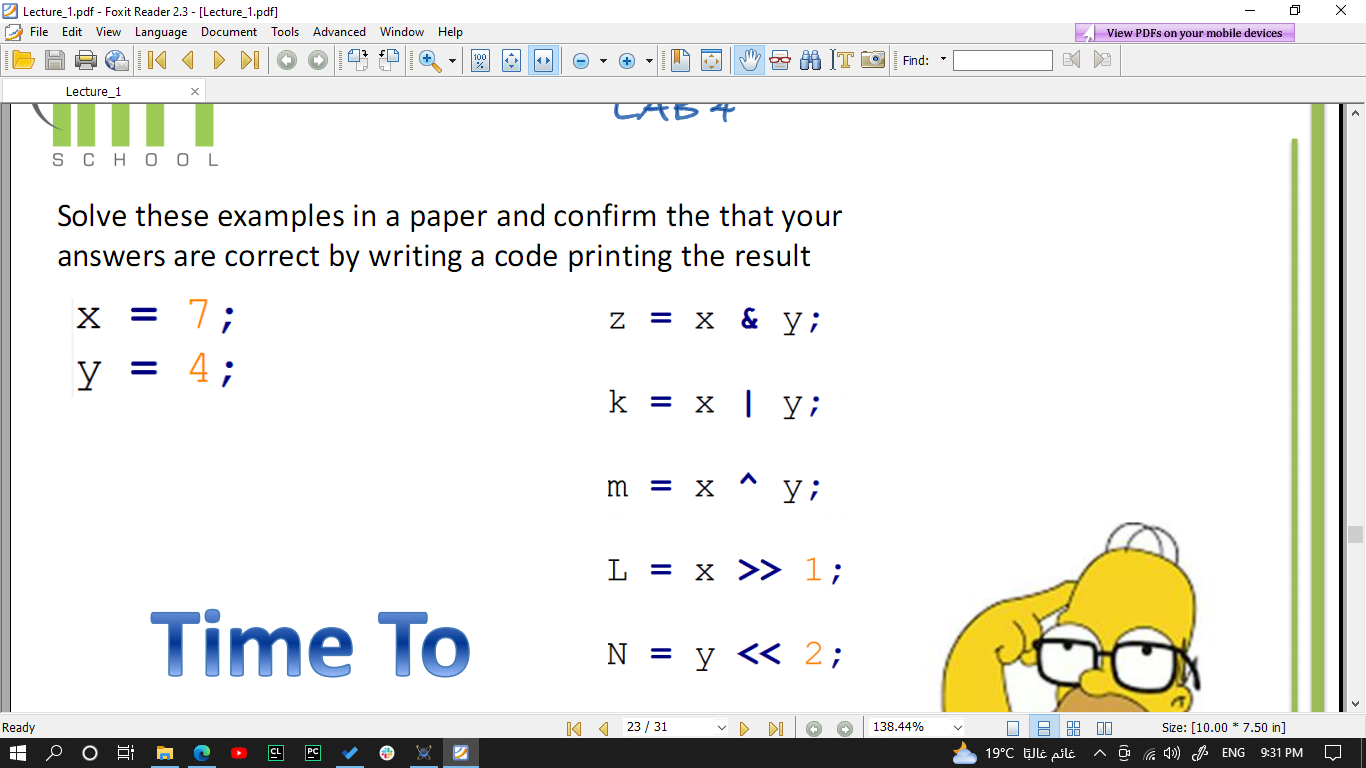 Lecture_1.pdf - Foxit Reader 2.3 - [Lecture_1.pdf]
File Edit View Language Document Tools Advanced Window Help
View PDFs on your mobile devices
100 %
Find:
Lecture_1
LAB 4
SCHOOL
Solve these examples in a paper and confirm the that your
answers are correct by writing a code printing the result
x = 7;
y = 4;
z = x & y;
k = x | y;
m = x ^ y;
L = x >> 1;
N = y << 2;
Time To
Ready
23 / 31
138.44%
Size: [10.00 * 7.50 in]
CL
PC
19°C غائم غالبًا
ENG
9:31 PM